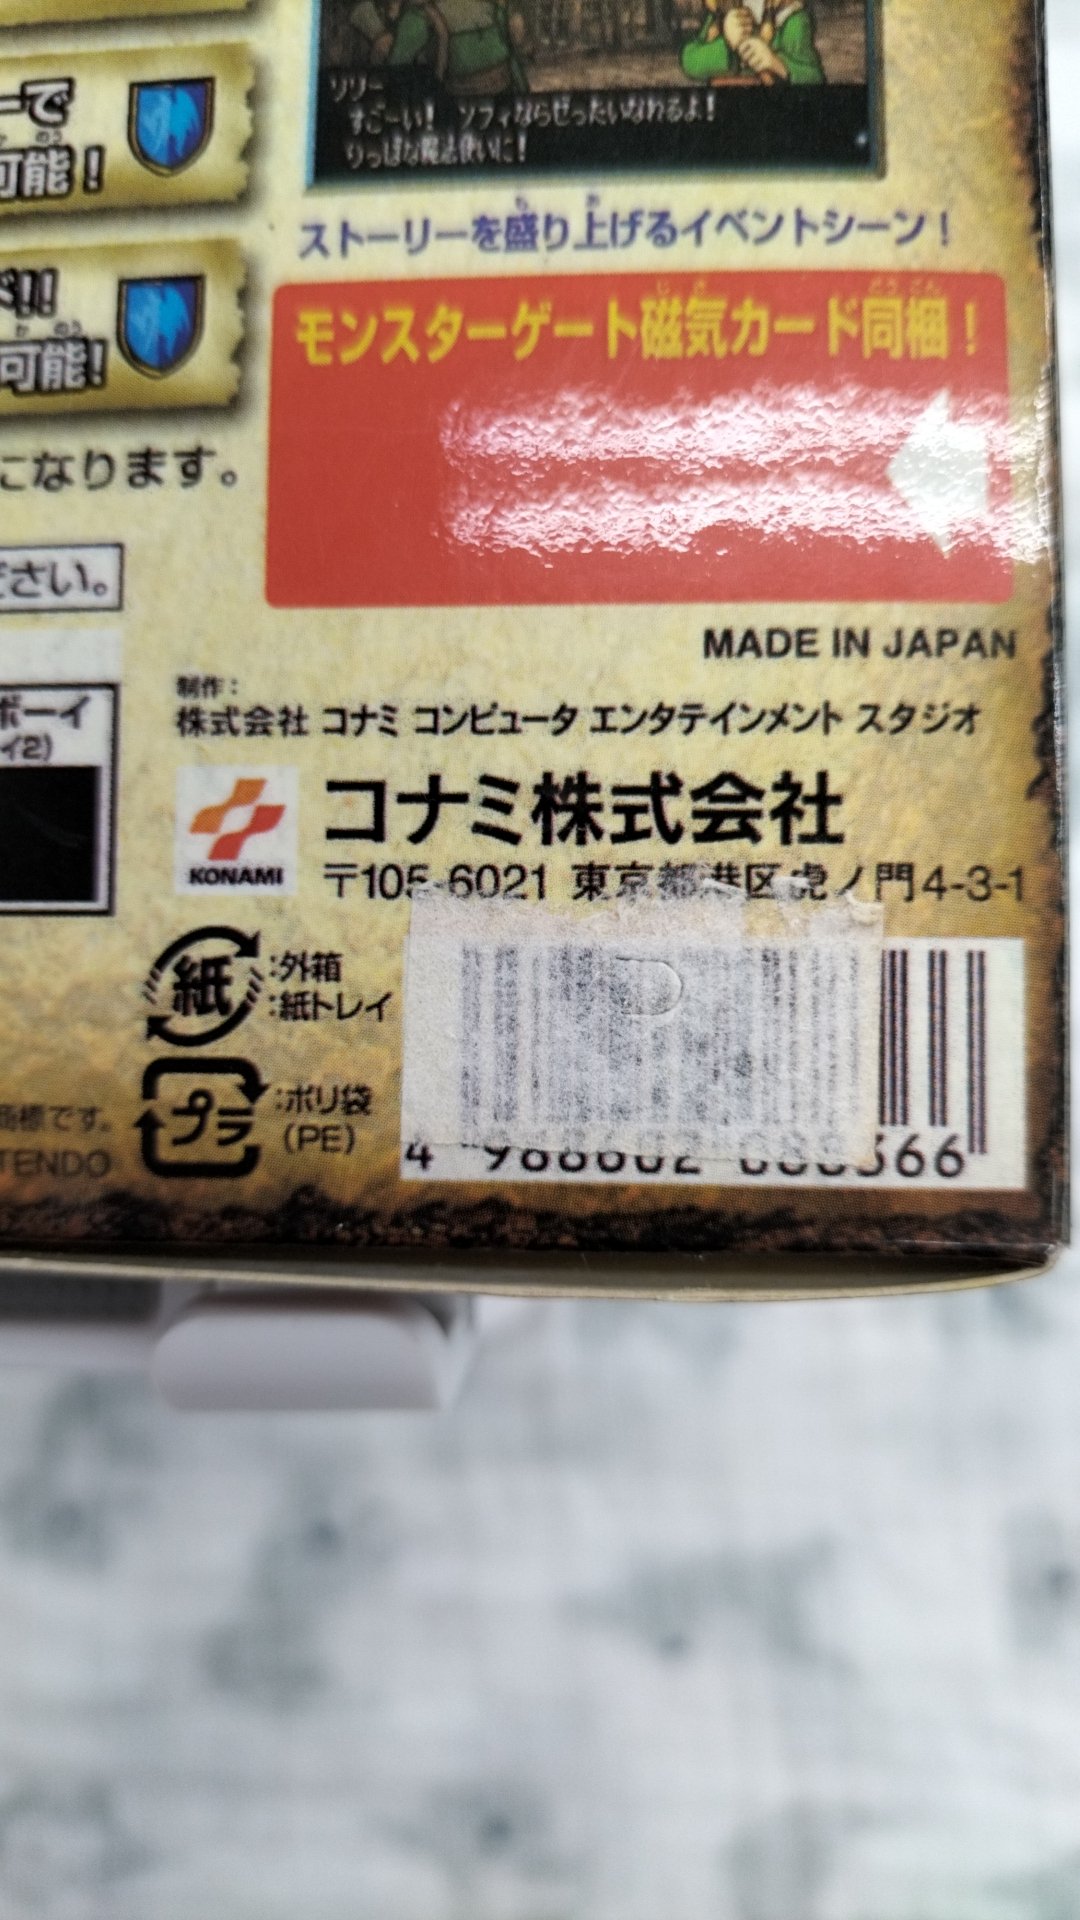 リリー
すごーい! ソフィならぜったいなれるよ!
りっぱな魔法使いに!
ーで
可能!
ストーリーを盛り上げるイベントシーン!
ド!!
可能!
モンスターゲート磁気カード同梱!
になります。
ださい。
MADE IN JAPAN
制作:
株式会社 コナミ コンピュータ エンタテインメント スタジオ
ボーイ
コナミ株式会社
KONAMI
〒105-6021 東京都港区虎ノ門4-3-1
紙
:外箱
:紙トレイ
プラ
:ポリ袋
(PE)
商標です。
TENDO
4 988602